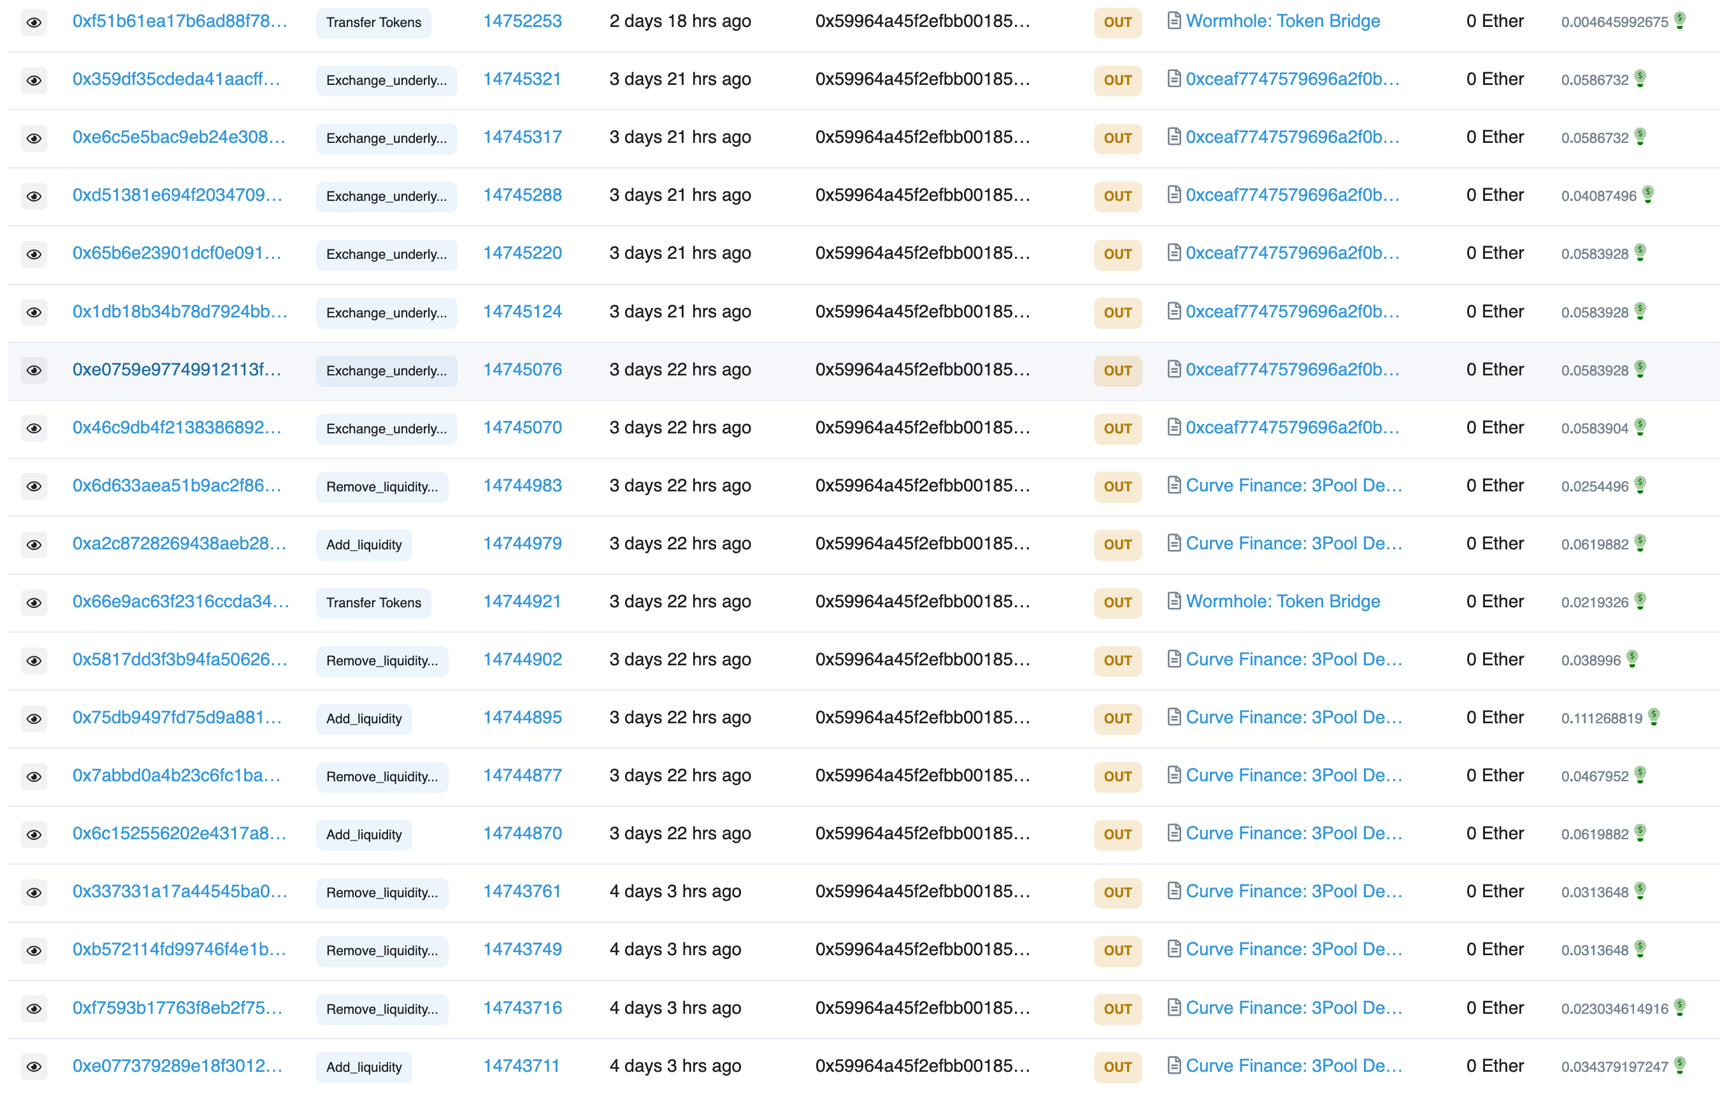 0xf51b61ea17b6ad88f78... Transfer Tokens 14752253 2 days 18 hrs ago 0x59964a45f2efbb00185... OUT Wormhole: Token Bridge 0 Ether 0.004645992675
0x359df35cdeda41aacff... Exchange_underly... 14745321 3 days 21 hrs ago 0x59964a45f2efbb00185... OUT 0xceaf7747579696a2f0b... 0 Ether 0.0586732
0xe6c5e5bac9eb24e308... Exchange_underly... 14745317 3 days 21 hrs ago 0x59964a45f2efbb00185... OUT 0xceaf7747579696a2f0b... 0 Ether 0.0586732
0xd51381e694f2034709... Exchange_underly... 14745288 3 days 21 hrs ago 0x59964a45f2efbb00185... OUT 0xceaf7747579696a2f0b... 0 Ether 0.04087496
0x65b6e23901dcf0e091... Exchange_underly... 14745220 3 days 21 hrs ago 0x59964a45f2efbb00185... OUT 0xceaf7747579696a2f0b... 0 Ether 0.0583928
0x1db18b34b78d7924bb... Exchange_underly... 14745124 3 days 21 hrs ago 0x59964a45f2efbb00185... OUT 0xceaf7747579696a2f0b... 0 Ether 0.0583928
0xe0759e97749912113f... Exchange_underly... 14745076 3 days 22 hrs ago 0x59964a45f2efbb00185... OUT 0xceaf7747579696a2f0b... 0 Ether 0.0583928
0x46c9db4f2138386892... Exchange_underly... 14745070 3 days 22 hrs ago 0x59964a45f2efbb00185... OUT 0xceaf7747579696a2f0b... 0 Ether 0.0583904
0x6d633aea51b9ac2f86... Remove_liquidity... 14744983 3 days 22 hrs ago 0x59964a45f2efbb00185... OUT Curve Finance: 3Pool De... 0 Ether 0.0254496
0xa2c8728269438aeb28... Add_liquidity 14744979 3 days 22 hrs ago 0x59964a45f2efbb00185... OUT Curve Finance: 3Pool De... 0 Ether 0.0619882
0x66e9ac63f2316ccda34... Transfer Tokens 14744921 3 days 22 hrs ago 0x59964a45f2efbb00185... OUT Wormhole: Token Bridge 0 Ether 0.0219326
0x5817dd3f3b94fa50626... Remove_liquidity... 14744902 3 days 22 hrs ago 0x59964a45f2efbb00185... OUT Curve Finance: 3Pool De... 0 Ether 0.038996
0x75db9497fd75d9a881... Add_liquidity 14744895 3 days 22 hrs ago 0x59964a45f2efbb00185... OUT Curve Finance: 3Pool De... 0 Ether 0.111268819
0x7abbd0a4b23c6fc1ba... Remove_liquidity... 14744877 3 days 22 hrs ago 0x59964a45f2efbb00185... OUT Curve Finance: 3Pool De... 0 Ether 0.0467952
0x6c152556202e4317a8... Add_liquidity 14744870 3 days 22 hrs ago 0x59964a45f2efbb00185... OUT Curve Finance: 3Pool De... 0 Ether 0.0619882
0x337331a17a44545ba0... Remove_liquidity... 14743761 4 days 3 hrs ago 0x59964a45f2efbb00185... OUT Curve Finance: 3Pool De... 0 Ether 0.0313648
0xb572114fd99746f4e1b... Remove_liquidity... 14743749 4 days 3 hrs ago 0x59964a45f2efbb00185... OUT Curve Finance: 3Pool De... 0 Ether 0.0313648
0xf7593b17763f8eb2f75... Remove_liquidity... 14743716 4 days 3 hrs ago 0x59964a45f2efbb00185... OUT Curve Finance: 3Pool De... 0 Ether 0.023034614916
0xe077379289e18f3012... Add_liquidity 14743711 4 days 3 hrs ago 0x59964a45f2efbb00185... OUT Curve Finance: 3Pool De... 0 Ether 0.034379197247